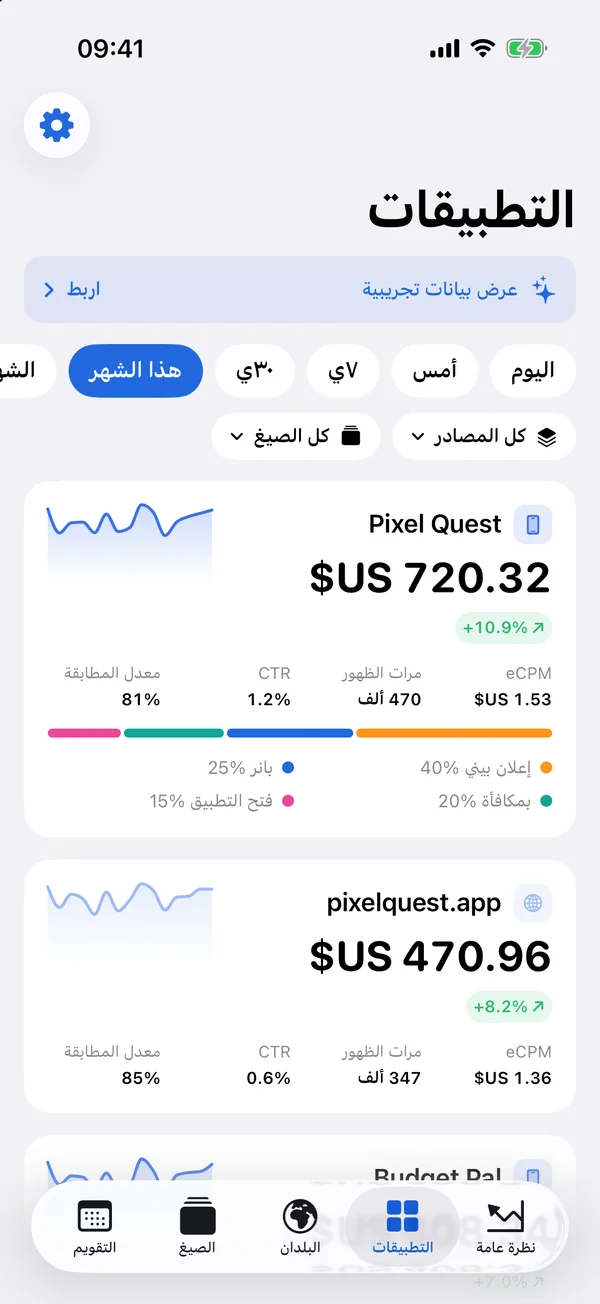 09:41
التطبيقات
عرض بيانات تجريبية
اربط
اليوم
أمس
٧ي
٣٠ي
هذا الشهر
كل المصادر
كل الصيغ
Pixel Quest
$US 720.32
+10.9%
eCPM مرات الظهور CTR معدل المطابقة
$US 1.53 470 ألف 1.2% 81%
إعلان بيني 40% بانر 25%
بمكافأة 20% فتح التطبيق 15%
pixelquest.app
$US 470.96
+8.2%
eCPM مرات الظهور CTR معدل المطابقة
$US 1.36 347 ألف 0.6% 85%
Budget Pal
+7.0%
نظرة عامة التطبيقات البلدان الصيغ التقويم